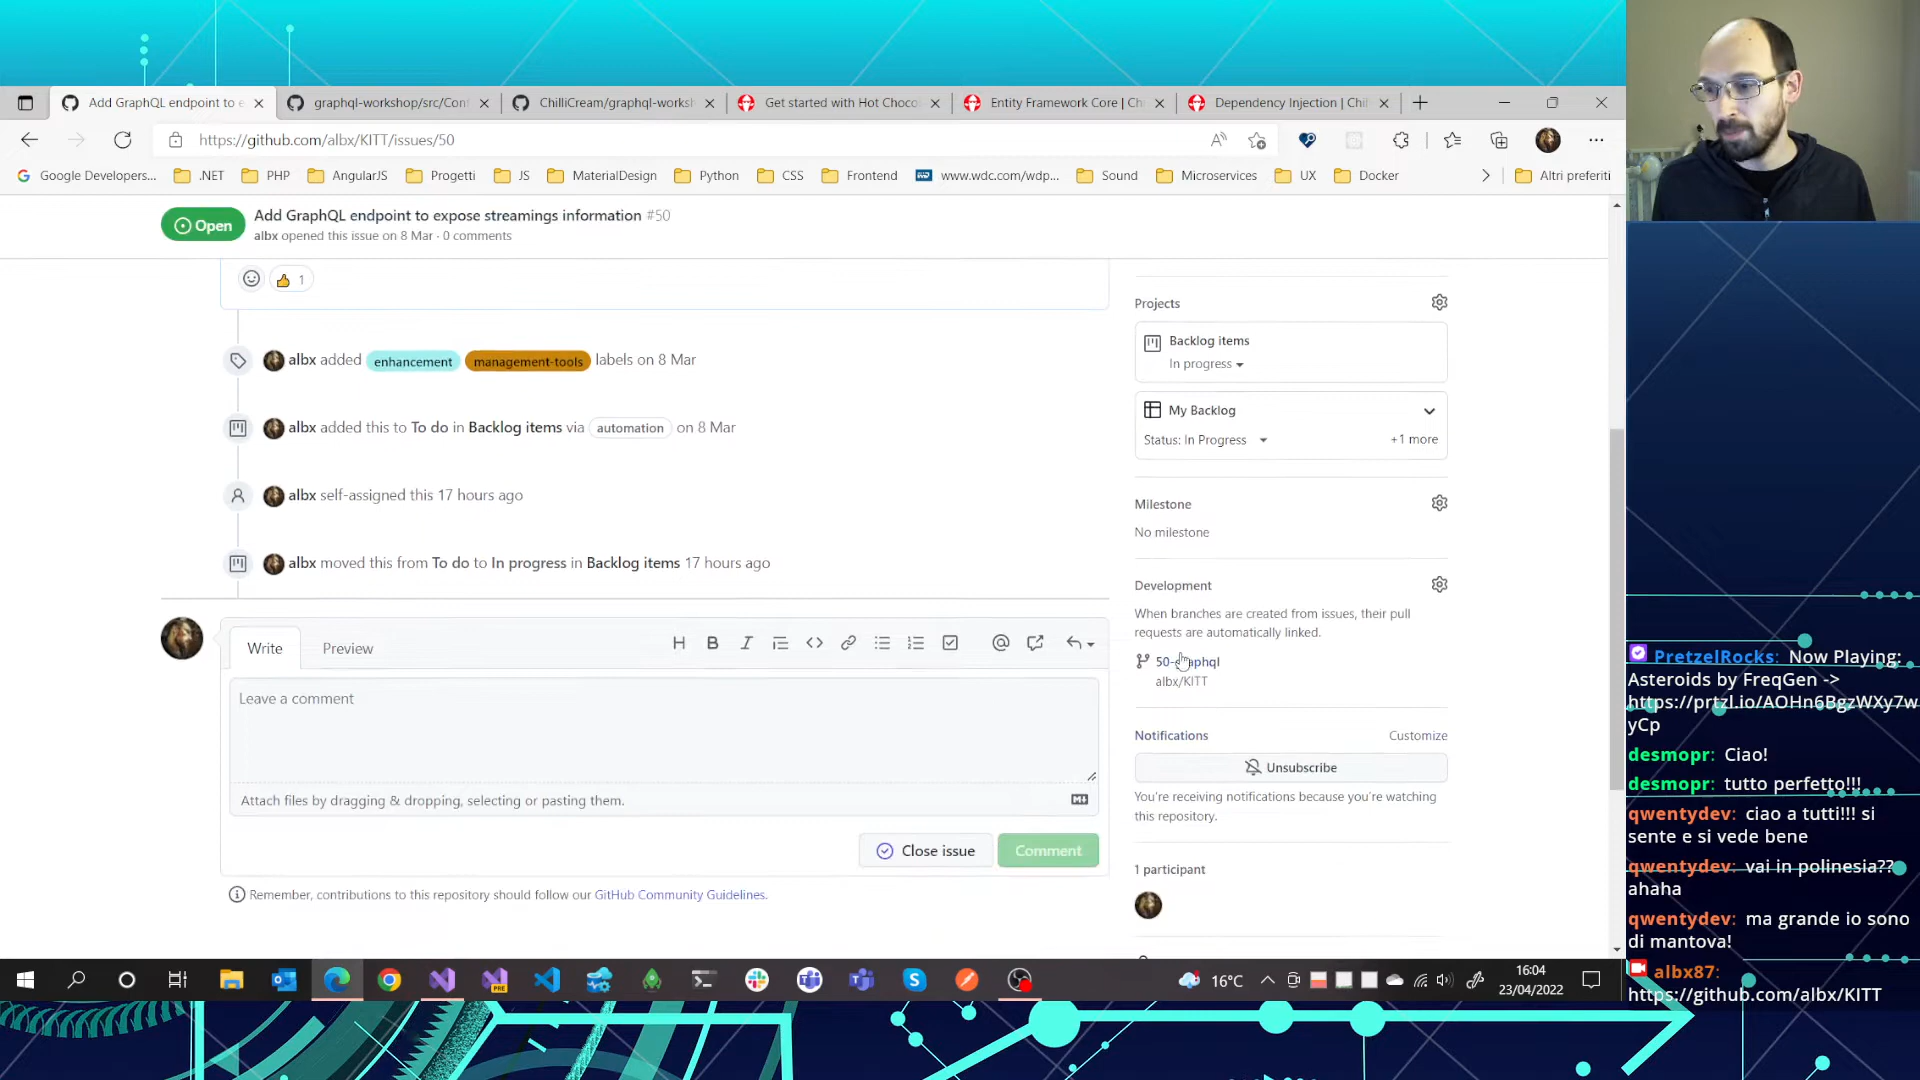 Add GraphQL endpoint to e
graphql-workshop/src/Con
ChilliCream/graphql-works
Get started with Hot Choco
Entity Framework Core | Ch
Dependency Injection | Chi
https://github.com/albx/KITT/issues/50
Google Developers...
.NET
PHP
AngularJS
Progetti
JS
MaterialDesign
Python
CSS
Frontend
www.wdc.com/wdp...
Sound
Microservices
UX
Docker
Altri preferiti
Open
Add GraphQL endpoint to expose streamings information #50
albx opened this issue on 8 Mar · 0 comments
👍 1
albx added enhancement management-tools labels on 8 Mar
albx added this to To do in Backlog items via automation on 8 Mar
albx self-assigned this 17 hours ago
albx moved this from To do to In progress in Backlog items 17 hours ago
Write
Preview
Leave a comment
Attach files by dragging & dropping, selecting or pasting them.
Close issue
Comment
Remember, contributions to this repository should follow our GitHub Community Guidelines.
Projects
Backlog items
In progress
My Backlog
Status: In Progress
+1 more
Milestone
No milestone
Development
When branches are created from issues, their pull
requests are automatically linked.
50-graphql
albx/KITT
Notifications
Customize
Unsubscribe
You're receiving notifications because you're watching
this repository.
1 participant
PretzelRocks: Now Playing:
Asteroids by FreqGen ->
https://prtzl.io/AOHn6BgzWXy7w
yCp
desmopr: Ciao!
desmopr: tutto perfetto!!!
qwentydev: ciao a tutti!!! si
sente e si vede bene
qwentydev: vai in polinesia??
ahaha
qwentydev: ma grande io sono
di mantova!
albx87:
https://github.com/albx/KITT
16°C
16:04
23/04/2022